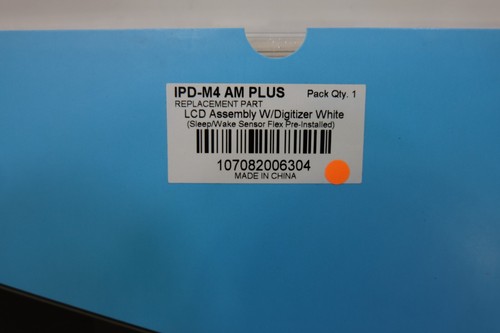 IPD-M4 AM PLUS Pack Qty. 1
REPLACEMENT PART
LCD Assembly W/Digitizer White
(Sleep/Wake Sensor Flex Pre-Installed)
107082006304
MADE IN CHINA